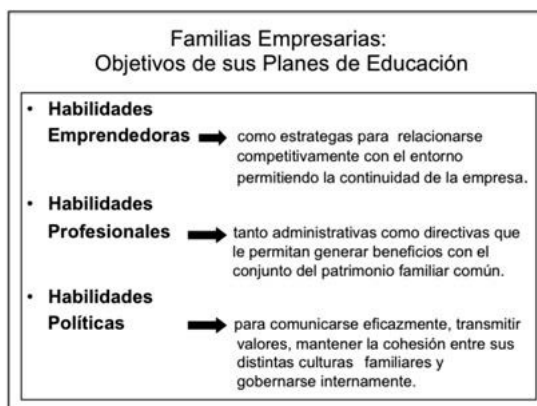 Familias Empresarias:
Objetivos de sus Planes de Educación
• Habilidades
Emprendedoras ➡ como estrategas para relacionarse
competitivamente con el entorno
permitiendo la continuidad de la empresa.
• Habilidades
Profesionales ➡ tanto administrativas como directivas que
le permitan generar beneficios con el
conjunto del patrimonio familiar común.
• Habilidades
Políticas ➡ para comunicarse eficazmente, transmitir
valores, mantener la cohesión entre sus
distintas culturas familiares y
gobernarse internamente.